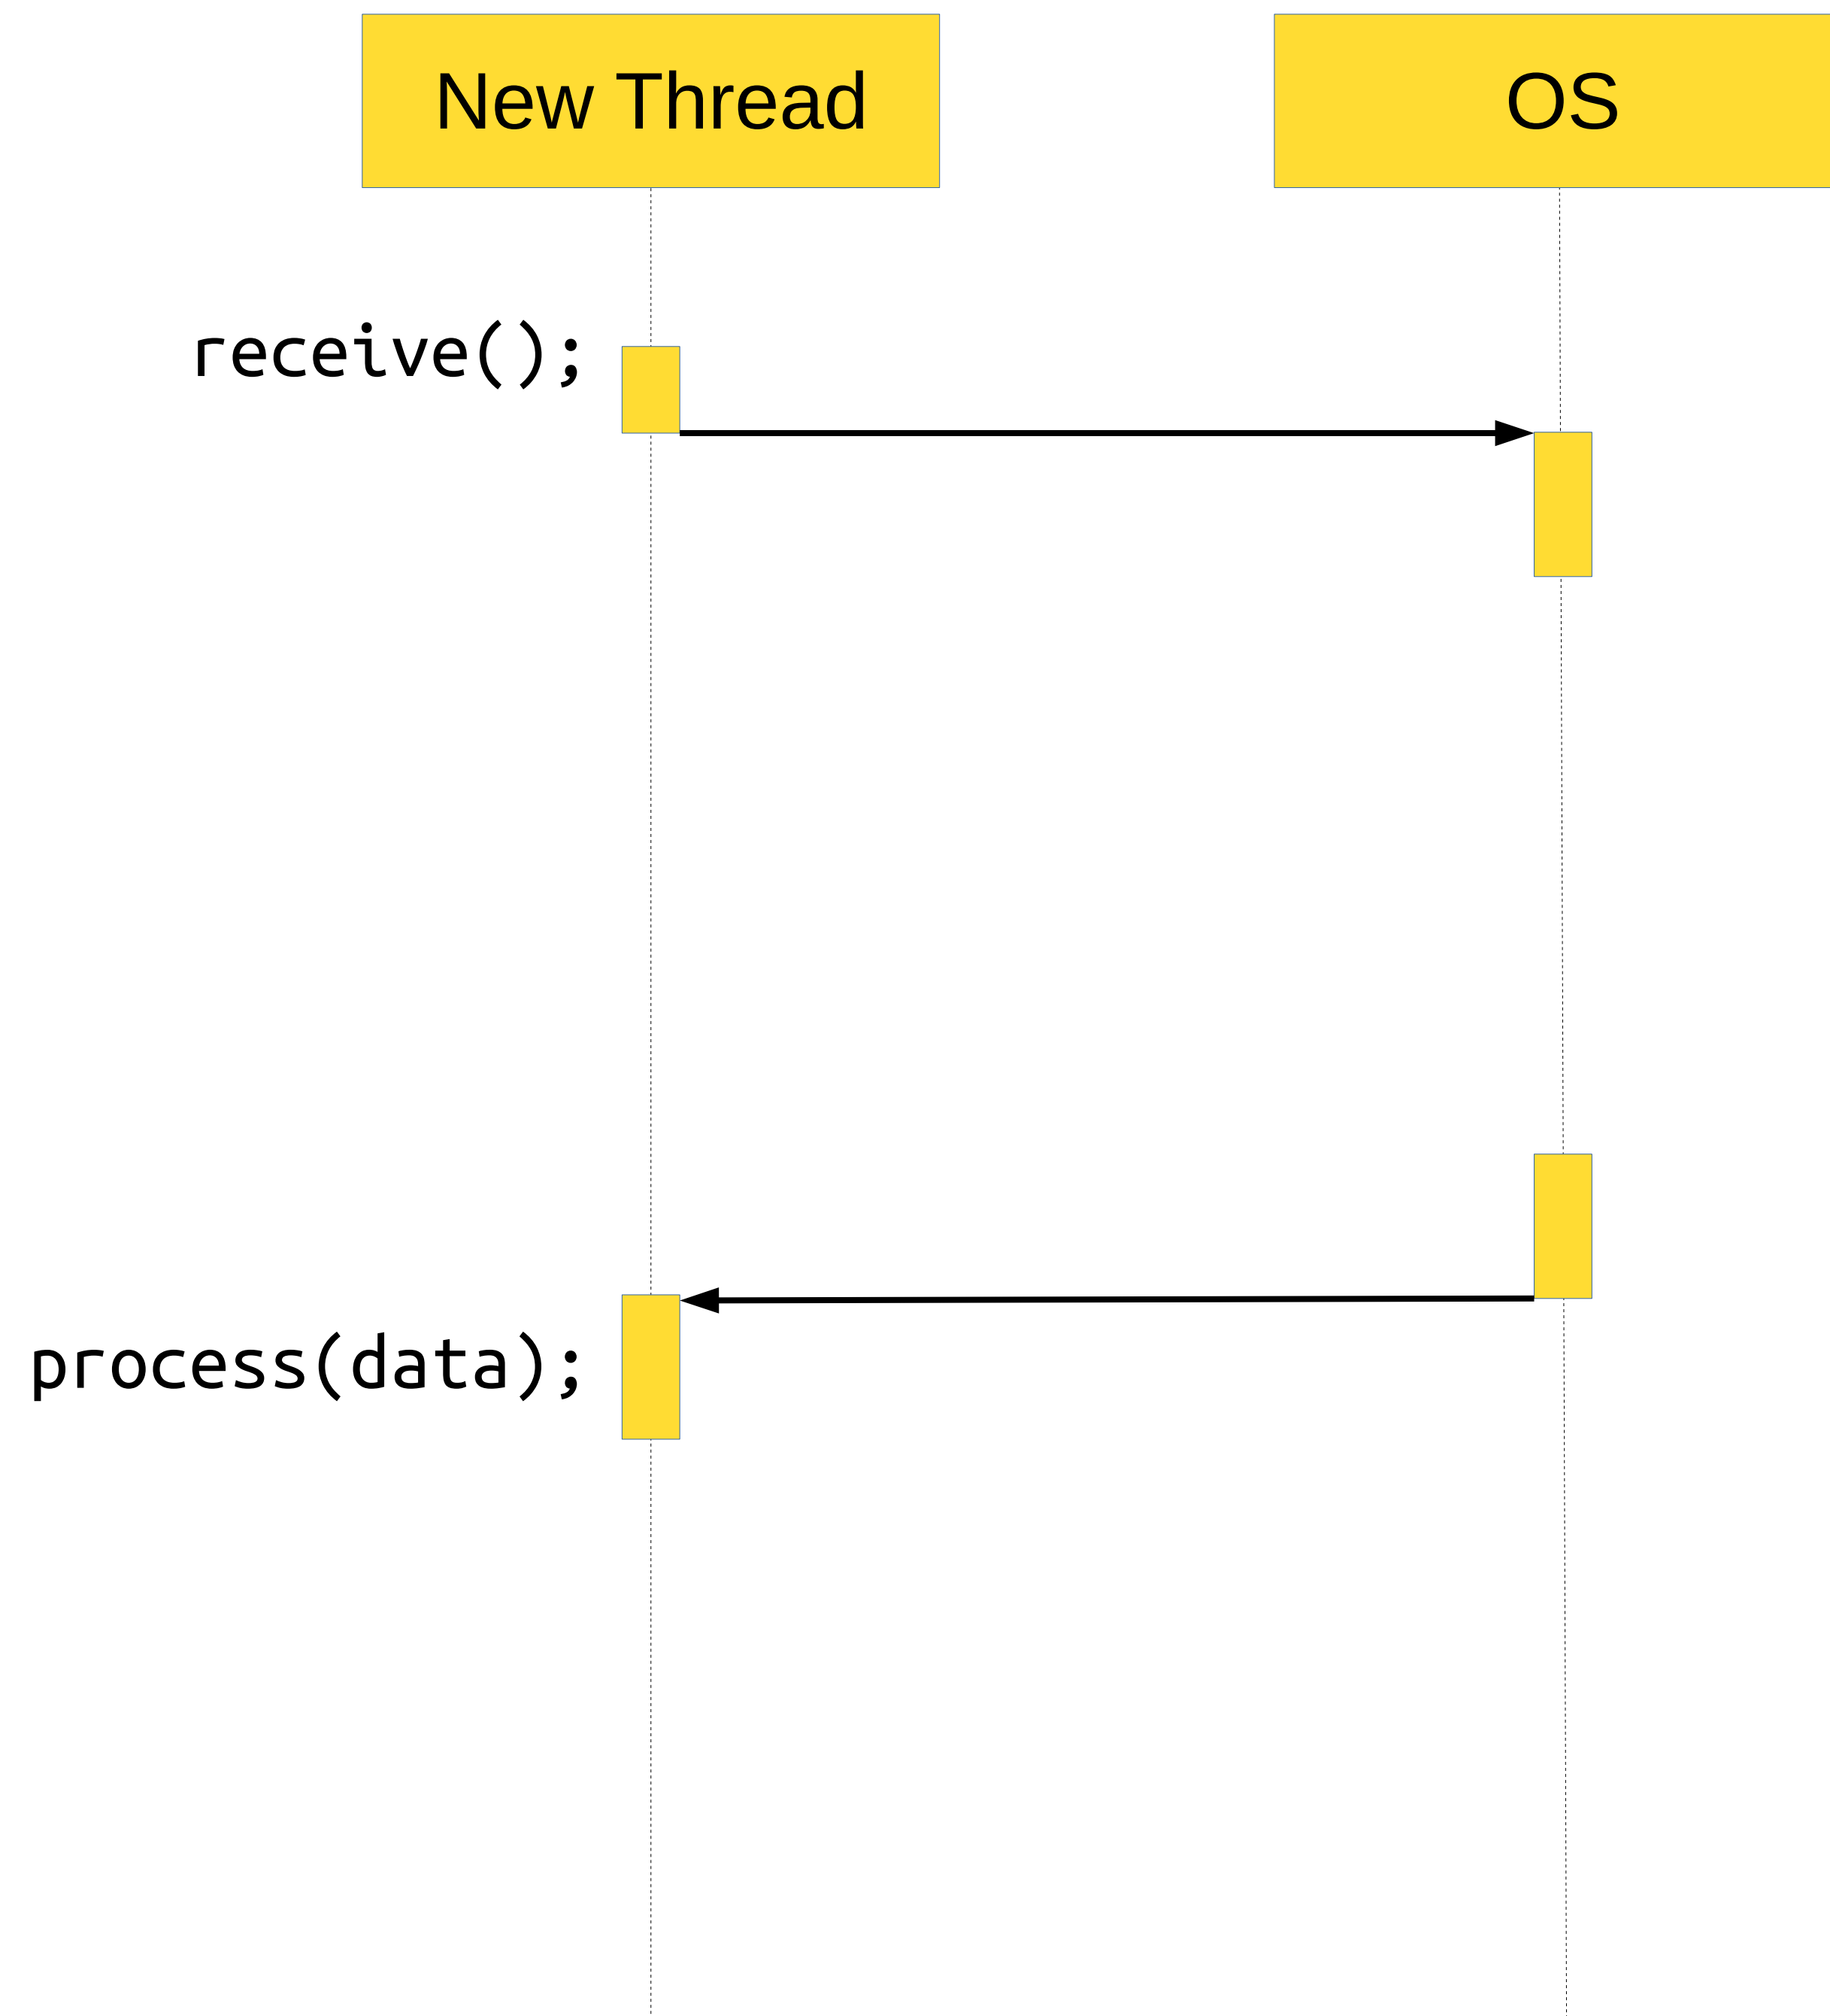 New Thread
OS
receive();
process(data);